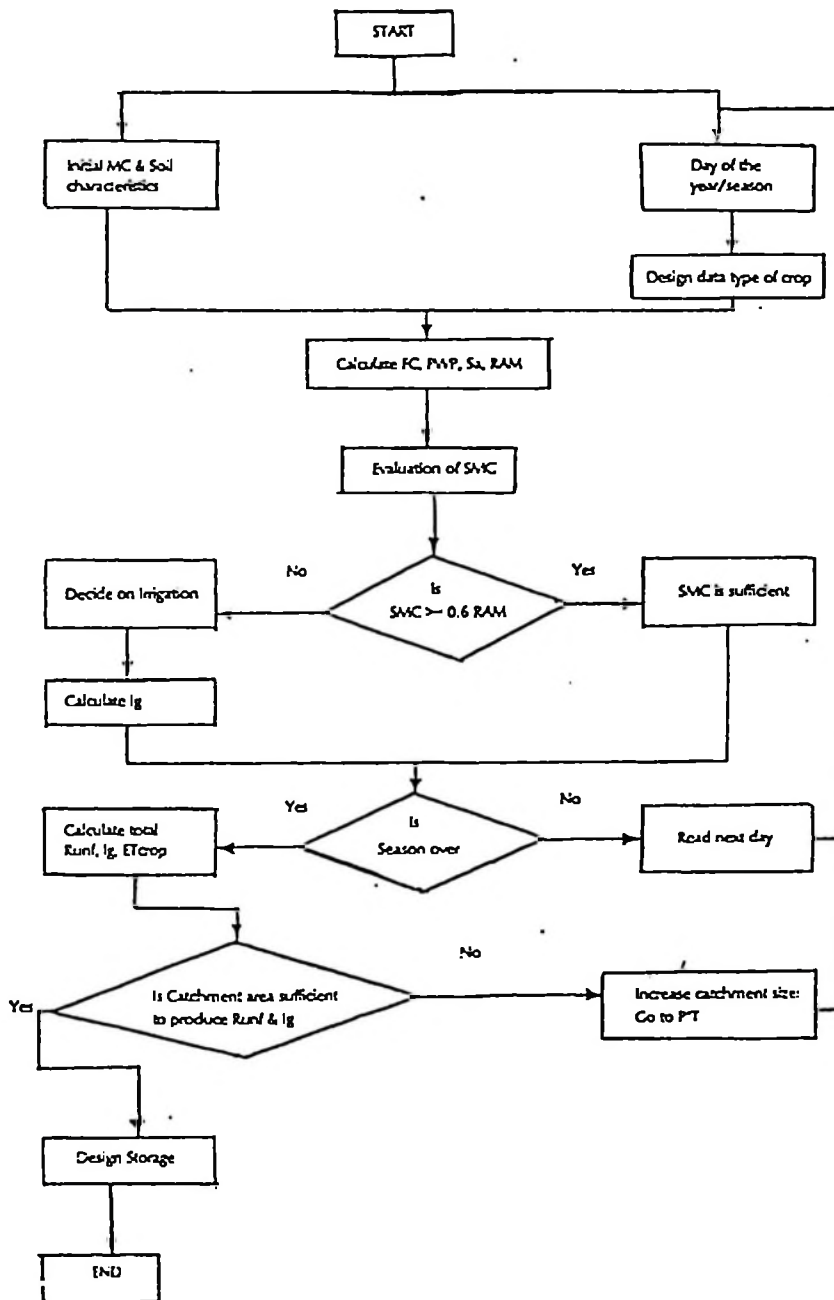 START
Initial MC & Soil
characteristics
Day of the
year/season
Design data type of crop
Calculate FC, PWP, Sa, RAM
Evaluation of SMC
No
Is
SMC >= 0.6 RAM
Yes
Decide on Irrigation
SMC is sufficient
Calculate Ig
Yes
Is
Season over
No
Calculate total
Runf, Ig, ETcrop
Read next day
No
Yes
Is Catchment area sufficient
to produce Runf & Ig
Increase catchment size:
Go to PT
Design Storage
END